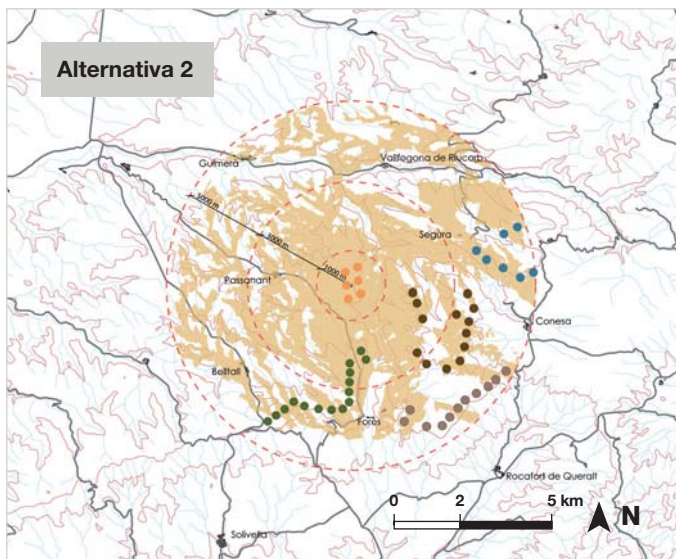 Alternativa 2
Guimerà
Vallfogona de Riucorb
5000 m
3000 m
1000 m
Segura
Passanant
Conesa
Belltall
Forès
Rocafort de Queralt
0 2 5 km
N
Solivella